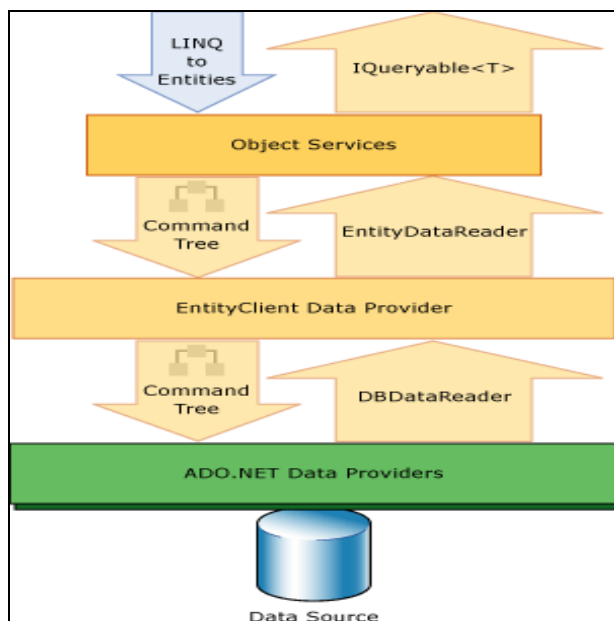 LINQ
to
Entities
IQueryable<T>
Object Services
Command
Tree
EntityDataReader
EntityClient Data Provider
Command
Tree
DBDataReader
ADO.NET Data Providers
Data Source